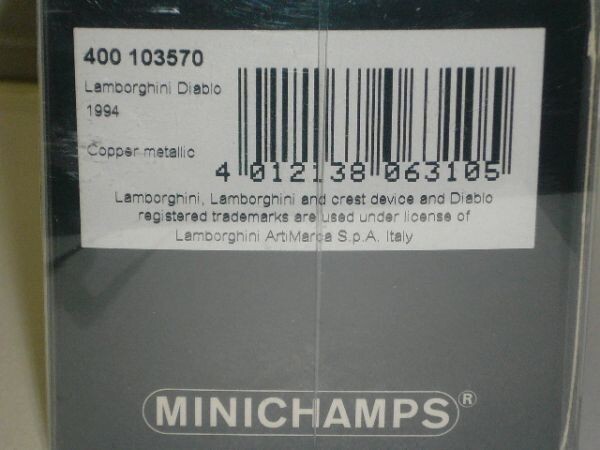 400 103570
Lamborghini Diablo
1994
Copper metallic
4 012138 063105
Lamborghini, Lamborghini and crest device and Diablo
registered trademarks are used under license of
Lamborghini ArtiMarca S.p.A. Italy
MINICHAMPS®